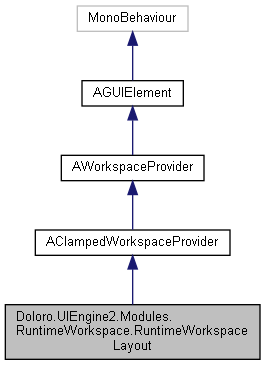 MonoBehaviour
AGUIElement
AWorkspaceProvider
AClampedWorkspaceProvider
Doloro.UIEngine2.Modules.
RuntimeWorkspace.RuntimeWorkspace
Layout